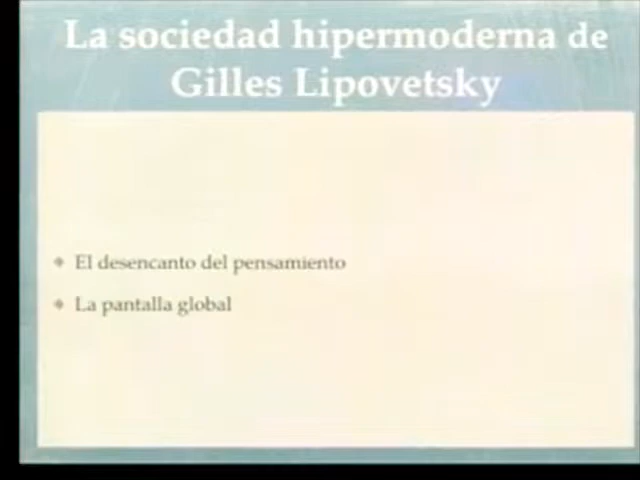 La sociedad hipermoderna de
Gilles Lipovetsky
El desencanto del pensamiento
La pantalla global